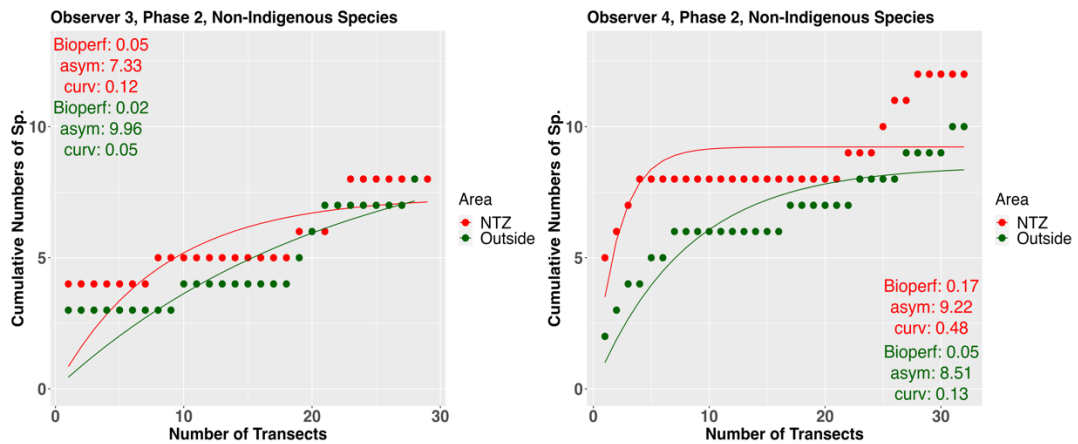 Observer 3, Phase 2, Non-Indigenous Species
Bioperf: 0.05
asym: 7.33
curv: 0.12
Bioperf: 0.02
asym: 9.96
curv: 0.05
Cumulative Numbers of Sp.
10
5
0
0
10
20
30
Number of Transects
Area
NTZ
Outside
Observer 4, Phase 2, Non-Indigenous Species
Cumulative Numbers of Sp.
10
5
0
Bioperf: 0.17
asym: 9.22
curv: 0.48
Bioperf: 0.05
asym: 8.51
curv: 0.13
0
10
20
30
Number of Transects
Area
NTZ
Outside